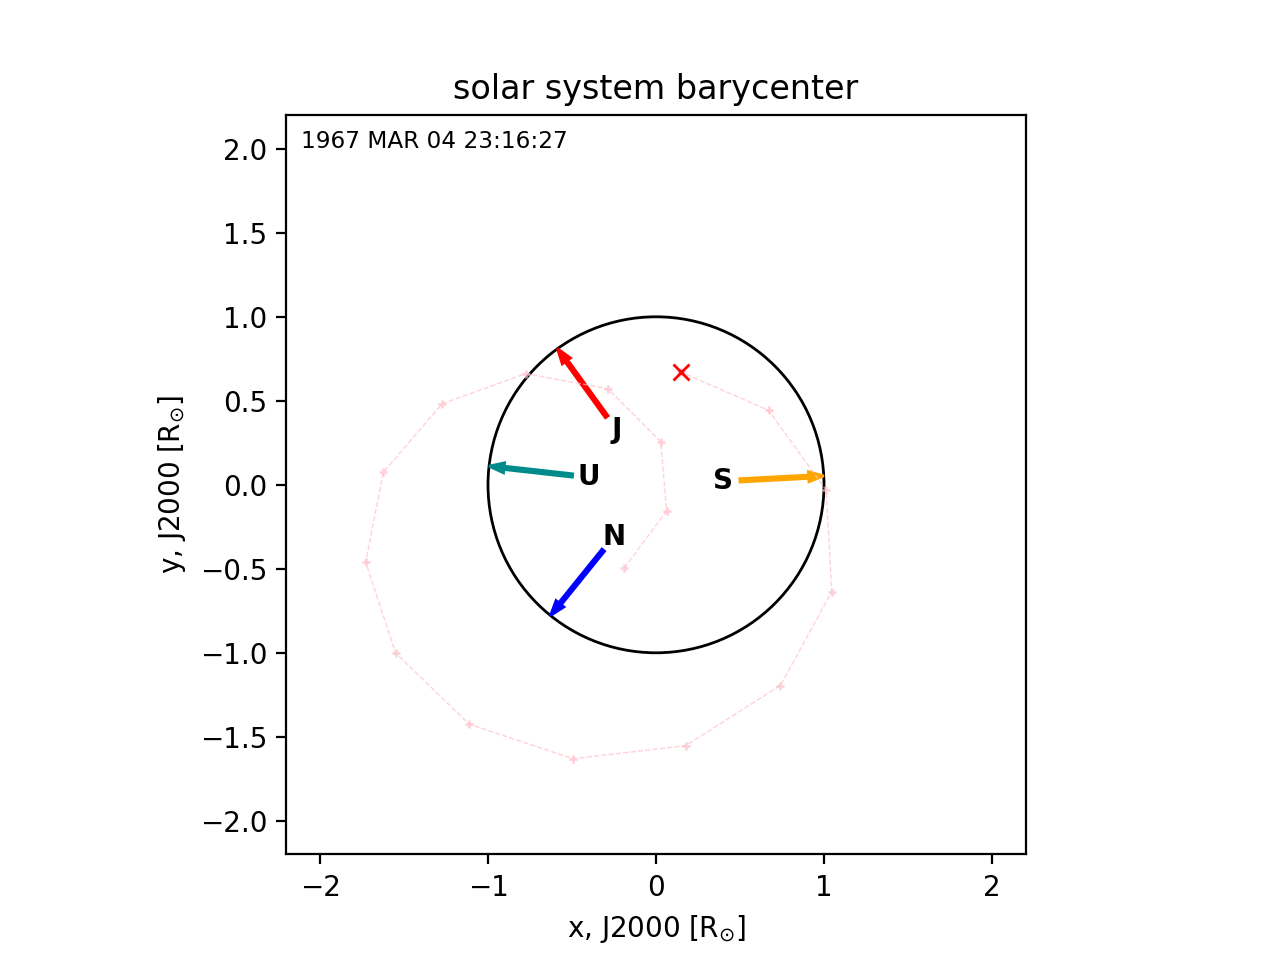 solar system barycenter
1967 MAR 04 23:16:27
2.0
1.5
1.0
0.5
0.0
−0.5
−1.0
−1.5
−2.0
y, J2000 [R☉]
J
U
S
N
−2 −1 0 1 2
x, J2000 [R☉]